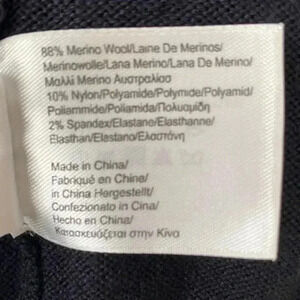 88% Merino Wool/Laine De Merinos/
Merinowolle/Lana Merino/Lana De Merino/
Μαλλί Merino Αυστραλίας
10% Nylon/Polyamide/Polymide/Polyamid/
Poliammide/Poliamida/Πολυαμίδη
2% Spandex/Elastane/Elasthanne/
Elasthan/Elastano/Ελαστάνη
Made in China/
Fabriqué en China/
in China Hergestellt/
Confezionato in Cina/
Hecho en China/
Κατασκευάζεται στην Κίνα